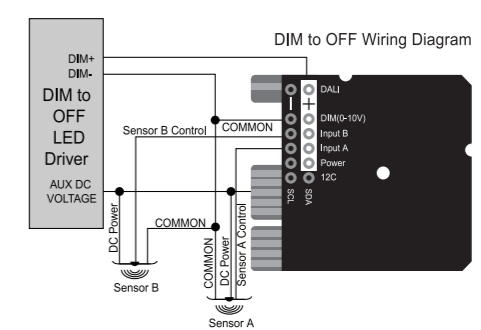 DIM to OFF Wiring Diagram
DIM+
DIM-
DIM to
OFF
LED
Driver
AUX DC
VOLTAGE
Sensor B Control
COMMON
DALI
DIM(0-10V)
Input B
Input A
Power
12C
SCL
SDA
DC Power
COMMON
COMMON
DC Power
Sensor A Control
Sensor B
Sensor A